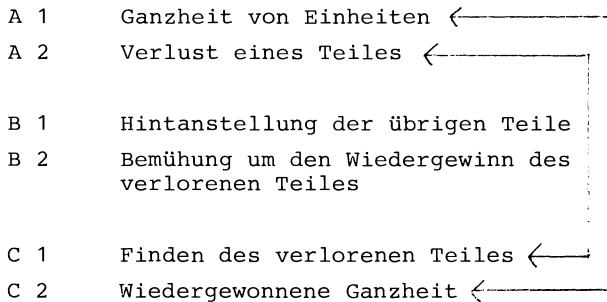 A 1 Ganzheit von Einheiten
A 2 Verlust eines Teiles
B 1 Hintanstellung der übrigen Teile
B 2 Bemühung um den Wiedergewinn des
verlorenen Teiles
C 1 Finden des verlorenen Teiles
C 2 Wiedergewonnene Ganzheit